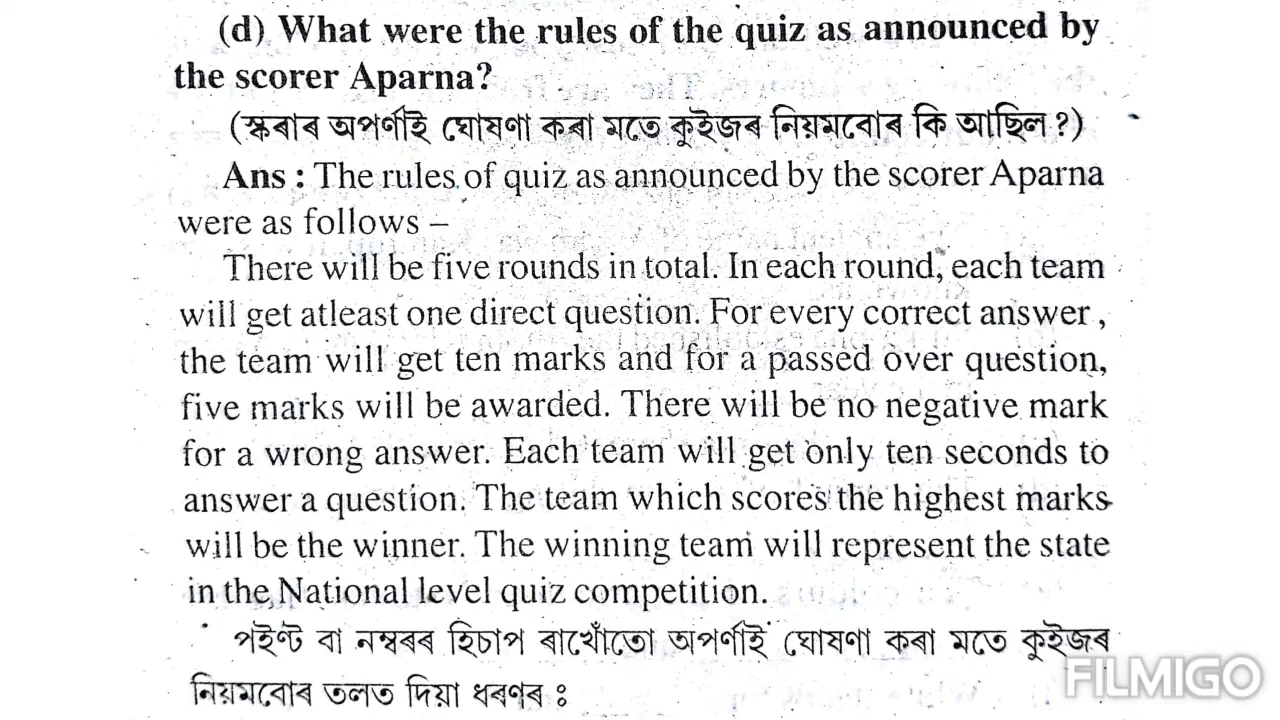 (d) What were the rules of the quiz as announced by
the scorer Aparna?
(স্কৰাৰ অপৰ্ণাই ঘোষণা কৰা মতে কুইজৰ নিয়মবোৰ কি আছিল ?)
Ans : The rules of quiz as announced by the scorer Aparna
were as follows –
There will be five rounds in total. In each round, each team
will get atleast one direct question. For every correct answer ,
the team will get ten marks and for a passed over question,
five marks will be awarded. There will be no negative mark
for a wrong answer. Each team will get only ten seconds to
answer a question. The team which scores the highest marks
will be the winner. The winning team will represent the state
in the National level quiz competition.
পইণ্ট বা নম্বৰৰ হিচাপ ৰাখোঁতো অপৰ্ণাই ঘোষণা কৰা মতে কুইজৰ
নিয়মবোৰ তলত দিয়া ধৰণৰ ঃ
FILMIGO